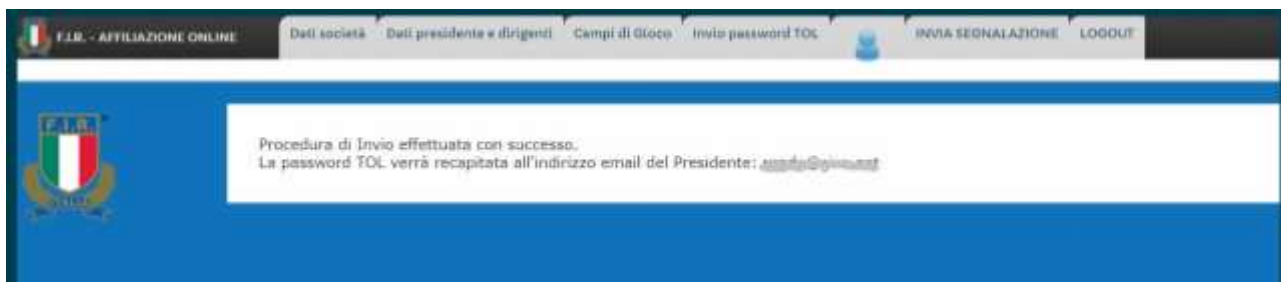 F.I.R. - AFFILIAZIONE ONLINE
Dati società
Dati presidente e dirigenti
Campi di Gioco
Invio password TOL
INVIA SEGNALAZIONE
LOGOUT
F.I.R.
Procedura di Invio effettuata con successo.
La password TOL verrà recapitata all'indirizzo email del Presidente: